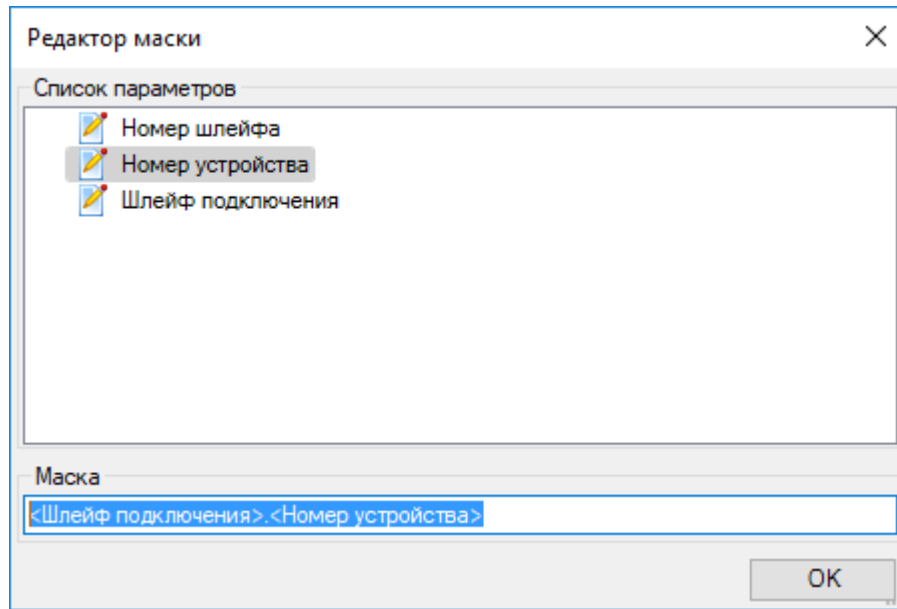 Редактор маски
Список параметров
Номер шлейфа
Номер устройства
Шлейф подключения
Маска
<Шлейф подключения>.<Номер устройства>
OK